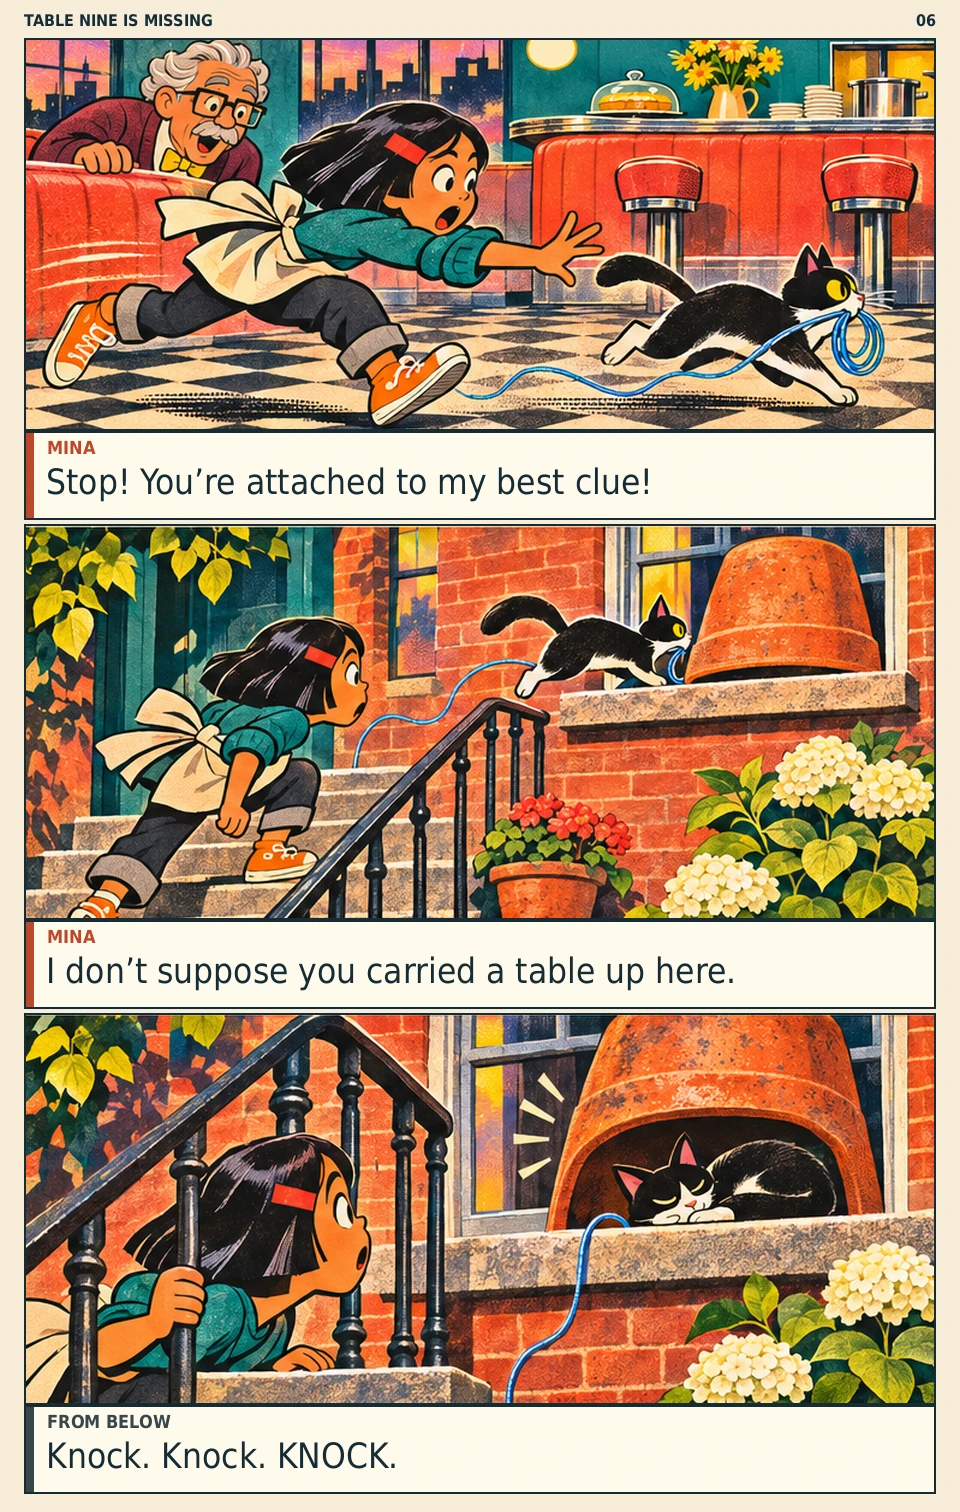 TABLE NINE IS MISSING
06
MINA
Stop! You’re attached to my best clue!
MINA
I don’t suppose you carried a table up here.
FROM BELOW
Knock. Knock. KNOCK.